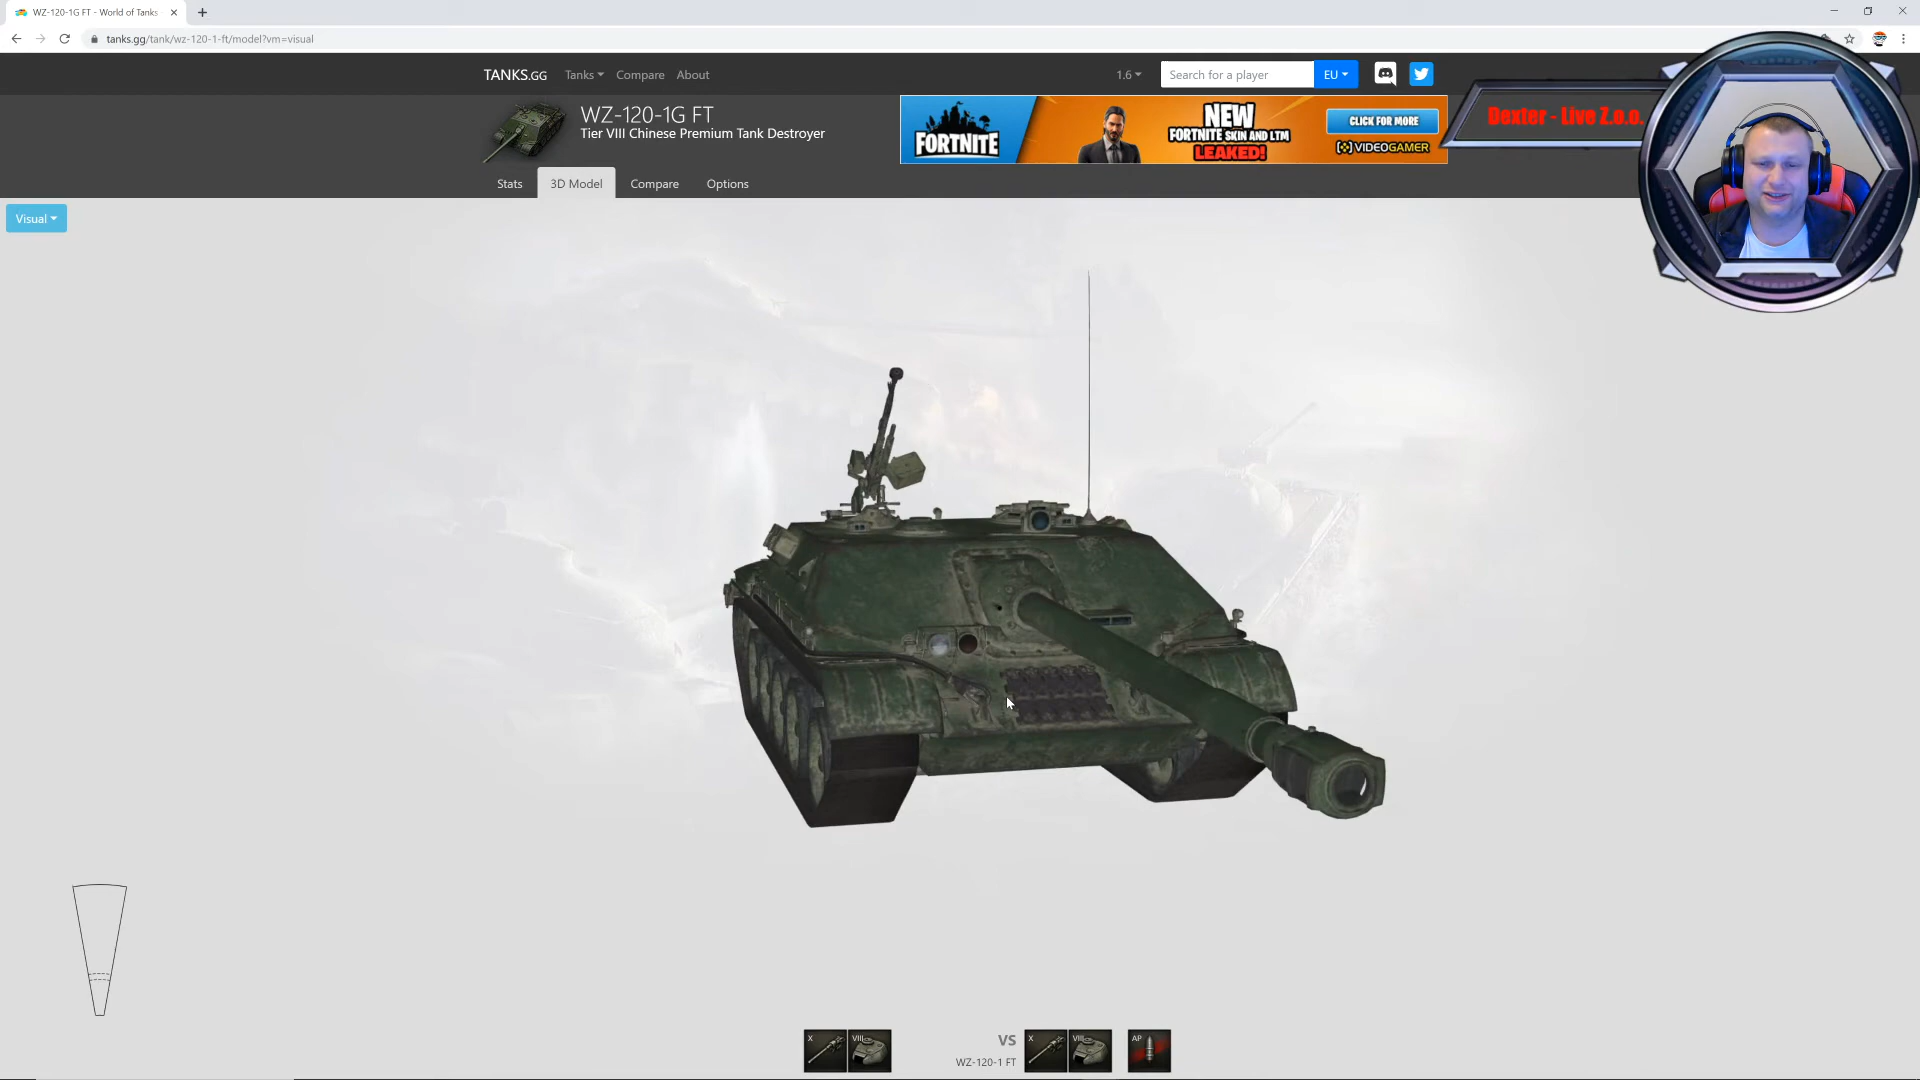 WZ-120-1G FT - World of Tanks
tanks.gg/tank/wz-120-1-ft/model?vm=visual
TANKS.GG Tanks Compare About 1.6 Search for a player EU
WZ-120-1G FT
Tier VIII Chinese Premium Tank Destroyer
FORTNITE
NEW
FORTNITE SKIN AND LTM
LEAKED!
CLICK FOR MORE
VIDEOGAMER
Dexter - Live Z.o.o.
Stats 3D Model Compare Options
Visual
X VIII VS X VIII AP
WZ-120-1 FT